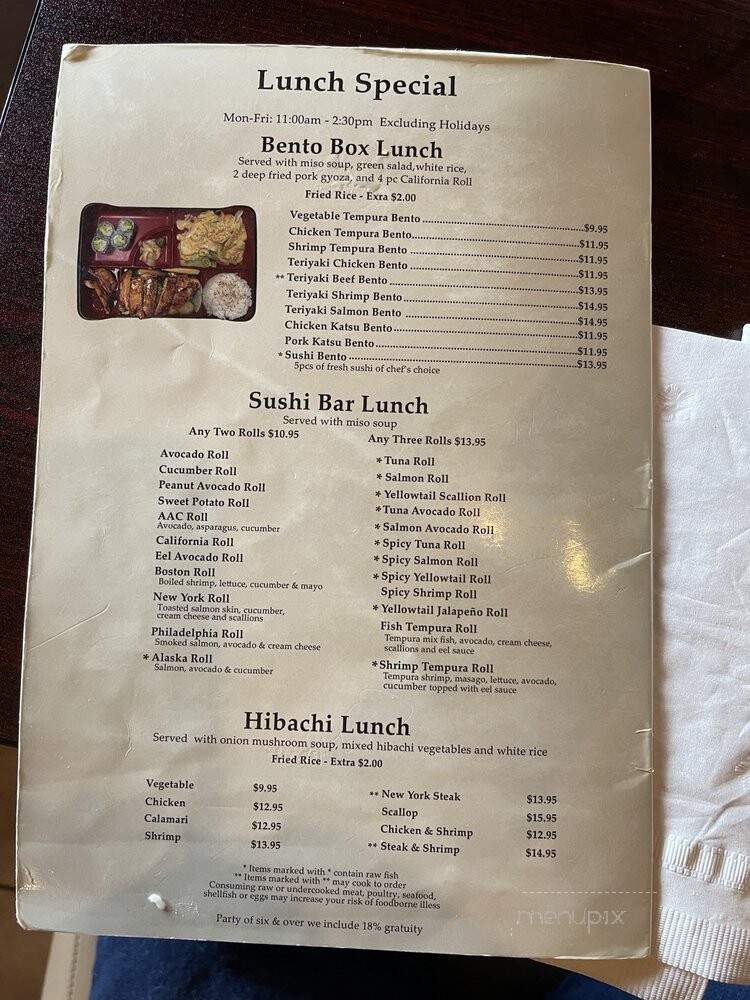 Lunch Special
Mon-Fri: 11:00am - 2:30pm Excluding Holidays
Bento Box Lunch
Served with miso soup, green salad,white rice,
2 deep fried pork gyoza, and 4 pc California Roll
Fried Rice - Exra $2.00
Vegetable Tempura Bento.....$9.95
Chicken Tempura Bento.....$11.95
Shrimp Tempura Bento .....$11.95
Teriyaki Chicken Bento .....$11.95
** Teriyaki Beef Bento .....$13.95
Teriyaki Shrimp Bento.....$14.95
Teriyaki Salmon Bento .....$14.95
Chicken Katsu Bento.....$11.95
Pork Katsu Bento.....$11.95
* Sushi Bento .....$13.95
5pcs of fresh sushi of chef's choice
Sushi Bar Lunch
Served with miso soup
Any Two Rolls $10.95
Avocado Roll
Cucumber Roll
Peanut Avocado Roll
Sweet Potato Roll
AAC Roll
Avocado, asparagus, cucumber
California Roll
Eel Avocado Roll
Boston Roll
Boiled shrimp, lettuce, cucumber & mayo
New York Roll
Toasted salmon skin, cucumber,
cream cheese and scallions
Philadelphia Roll
Smoked salmon, avocado & cream cheese
* Alaska Roll
Salmon, avocado & cucumber
Any Three Rolls $13.95
* Tuna Roll
* Salmon Roll
* Yellowtail Scallion Roll
* Tuna Avocado Roll
* Salmon Avocado Roll
* Spicy Tuna Roll
* Spicy Salmon Roll
* Spicy Yellowtail Roll
Spicy Shrimp Roll
* Yellowtail Jalapeño Roll
Fish Tempura Roll
Tempura mix fish, avocado, cream cheese,
scallions and eel sauce
* Shrimp Tempura Roll
Tempura shrimp, masago, lettuce, avocado,
cucumber topped with eel sauce
Hibachi Lunch
Served with onion mushroom soup, mixed hibachi vegetables and white rice
Fried Rice - Extra $2.00
Vegetable $9.95
Chicken $12.95
Calamari $12.95
Shrimp $13.95
** New York Steak $13.95
Scallop $15.95
Chicken & Shrimp $12.95
** Steak & Shrimp $14.95
* Items marked with * contain raw fish
** Items marked with ** may cook to order
Consuming raw or undercooked meat, poultry, seafood,
shellfish or eggs may increase your risk of foodborne illess
Party of six & over we include 18% gratuity
menupix